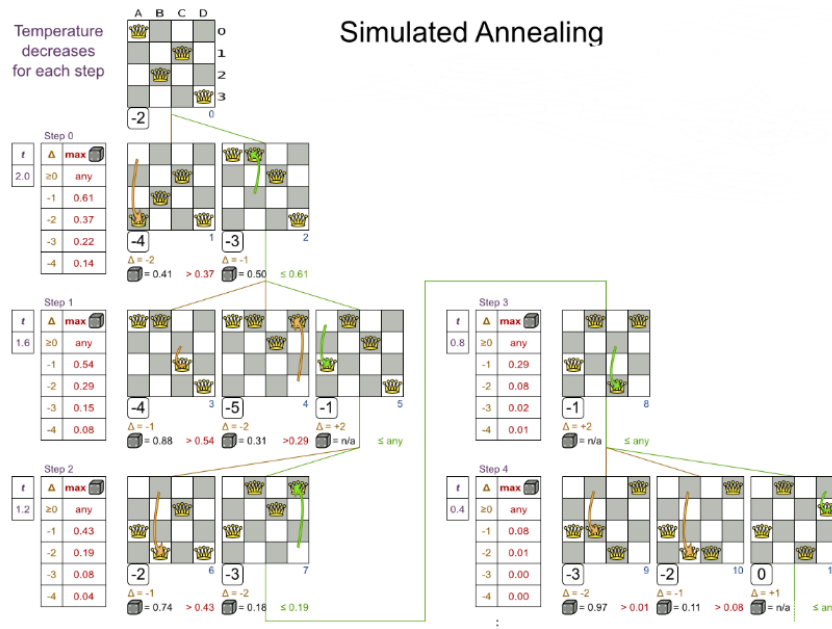 Simulated Annealing
Temperature
decreases
for each step
A B C D
0
1
2
3
-2
0
Step 0
t
2.0
Δ max
≥0 any
-1 0.61
-2 0.37
-3 0.22
-4 0.14
-4
1
Δ = -2
= 0.41 > 0.37
-3
2
Δ = -1
= 0.50 ≤ 0.61
Step 1
t
1.6
Δ max
≥0 any
-1 0.54
-2 0.29
-3 0.15
-4 0.08
-4
3
Δ = -1
= 0.88 > 0.54
-5
4
Δ = -2
= 0.31 >0.29
-1
5
Δ = +2
= n/a ≤ any
Step 2
t
1.2
Δ max
≥0 any
-1 0.43
-2 0.19
-3 0.08
-4 0.04
-2
6
Δ = -1
= 0.74 > 0.43
-3
7
Δ = -2
= 0.18 ≤ 0.19
Step 3
t
0.8
Δ max
≥0 any
-1 0.29
-2 0.08
-3 0.02
-4 0.01
-1
8
Δ = +2
= n/a ≤ any
Step 4
t
0.4
Δ max
≥0 any
-1 0.08
-2 0.01
-3 0.00
-4 0.00
-3
9
Δ = -2
= 0.97 > 0.01
-2
10
Δ = -1
= 0.11 > 0.08
0
Δ = +1
= n/a
: